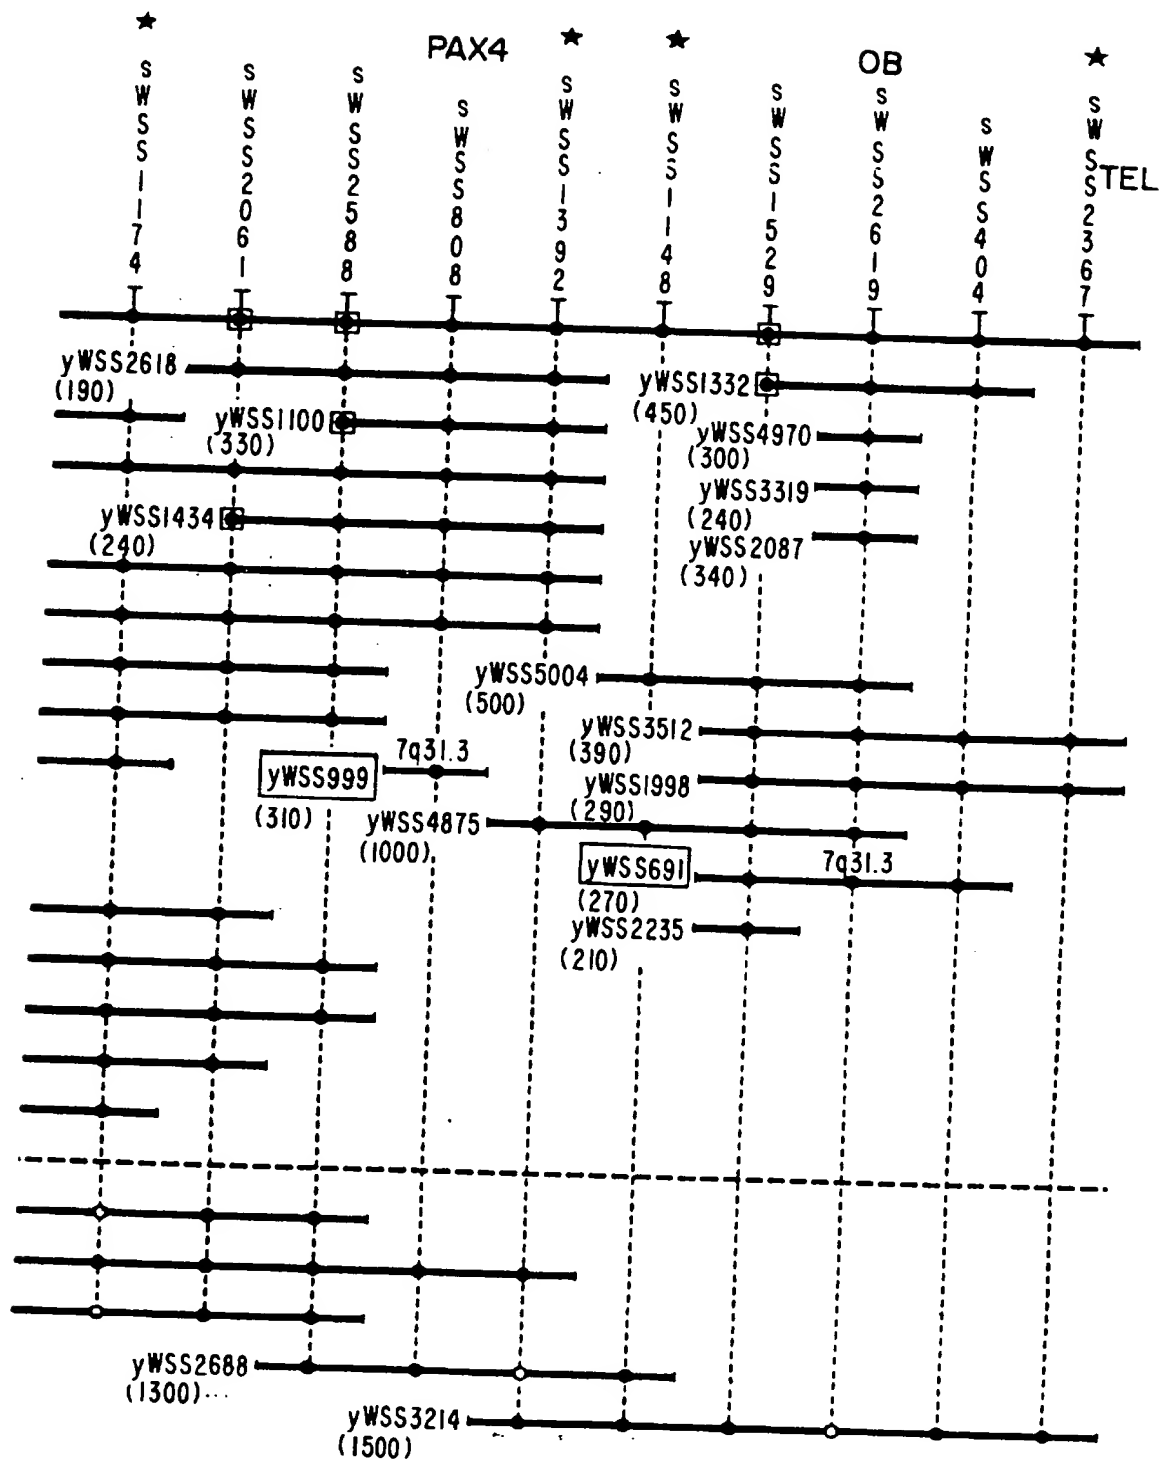 PAX4
OB
TEL
sWSS1174
sWSS2061
sWSS2588
sWSS808
sWSS1392
sWSS1148
sWSS1529
sWSS2619
sWSS404
sWSS2367
yWSS2618
(190)
yWSS1332
(450)
yWSS1100
(330)
yWSS4970
(300)
yWSS3319
(240)
yWSS1434
(240)
yWSS2087
(340)
yWSS5004
(500)
yWSS3512
(390)
7q31.3
yWSS999
(310)
yWSS1998
(290)
yWSS4875
(1000)
7q31.3
yWSS691
(270)
yWSS2235
(210)
yWSS2688
(1300)
yWSS3214
(1500)